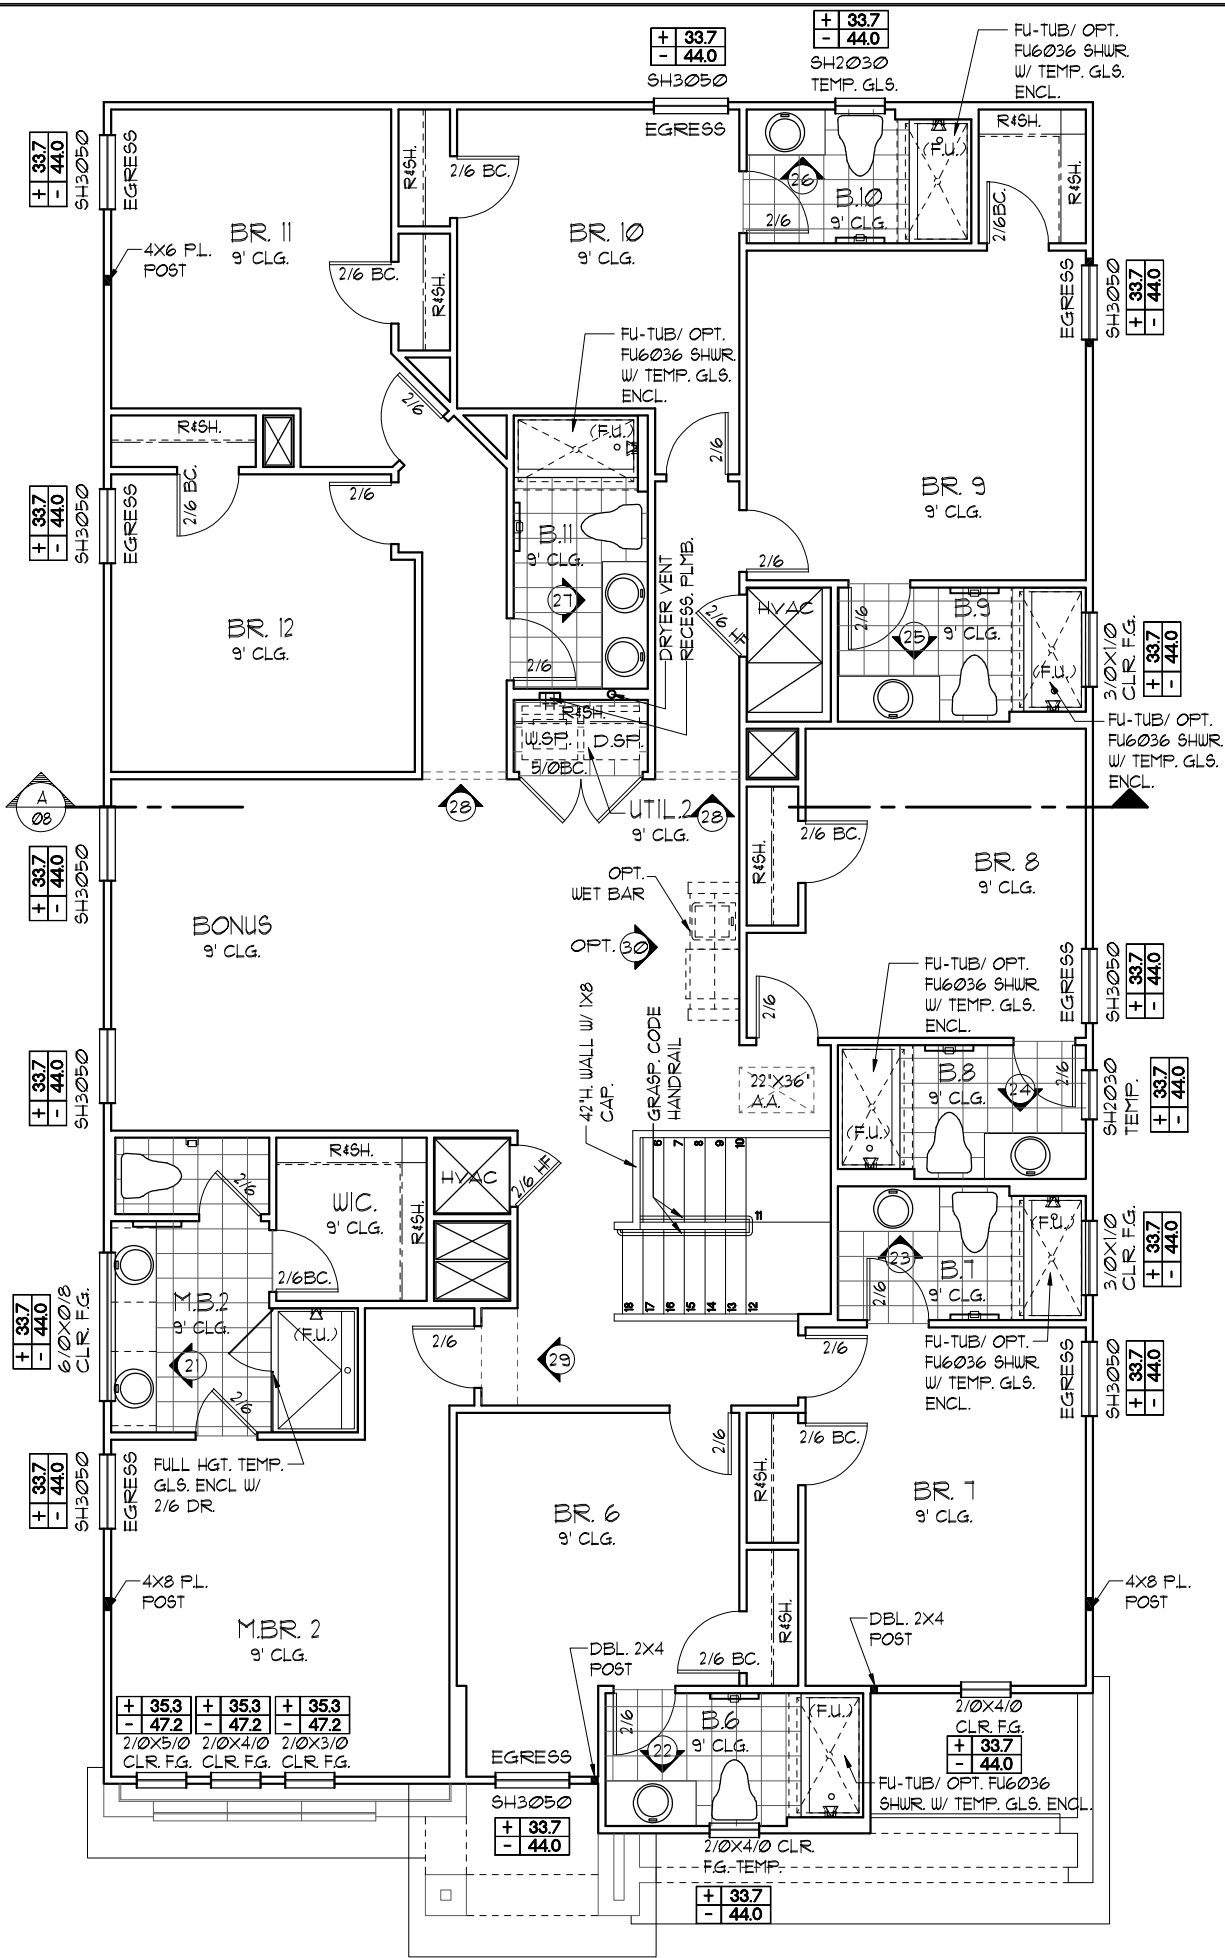 + 33.7
- 44.0
SH3050
EGRESS
+ 33.7
- 44.0
SH2030
TEMP. GLS.
FU-TUB/ OPT.
FU6036 SHWR.
W/ TEMP. GLS.
ENCL.
+ 33.7
- 44.0
SH3050
EGRESS
BR. 11
9' CLG.
4X6 P.L.
POST
R&SH.
2/6 BC.
2/6 BC.
R&SH.
BR. 10
9' CLG.
26
2/6
B.10
9' CLG.
(F.U.)
R&SH.
R&SH.
2/6BC.
EGRESS
SH3050
+ 33.7
- 44.0
FU-TUB/ OPT.
FU6036 SHWR.
W/ TEMP. GLS.
ENCL.
2/6
R&SH.
2/6 BC.
2/6
(F.U.)
2/6
BR. 9
9' CLG.
+ 33.7
- 44.0
SH3050
EGRESS
B.11
9' CLG.
27
2/6
DRYER VENT
RECESS. PLMB.
2/6
2/6 HF
HVAC
2/6
B.9
9' CLG.
25
(F.U.)
3/0X1/0
CLR. F.G.
+ 33.7
- 44.0
BR. 12
9' CLG.
R&SH.
W.SP.
D.SP.
5/0BC.
FU-TUB/ OPT.
FU6036 SHWR.
W/ TEMP. GLS.
ENCL.
A
08
28
UTIL.2
9' CLG.
28
2/6 BC.
R&SH.
BR. 8
9' CLG.
+ 33.7
- 44.0
SH3050
OPT.
WET BAR
BONUS
9' CLG.
OPT. 30
FU-TUB/ OPT.
FU6036 SHWR.
W/ TEMP. GLS.
ENCL.
EGRESS
SH3050
+ 33.7
- 44.0
2/6
+ 33.7
- 44.0
SH3050
42"H. WALL W/ 1X8
CAP.
GRASP. CODE
HANDRAIL
22"X36"
A.A.
B.8
9' CLG.
24
2/6
(F.U.)
SH2030
TEMP.
+ 33.7
- 44.0
6
7
8
9
10
11
18
17
16
15
14
13
12
R&SH.
2/6
WIC.
9' CLG.
R&SH.
HVAC
2/6 HF
2/6BC.
23
2/6
B.7
9' CLG.
(F.U.)
3/0X1/0
CLR. F.G.
+ 33.7
- 44.0
+ 33.7
- 44.0
6/0X0/8
CLR. F.G.
M.B.2
9' CLG.
21
(F.U.)
2/6
2/6
29
2/6
FU-TUB/ OPT.
FU6036 SHWR.
W/ TEMP. GLS.
ENCL.
EGRESS
SH3050
+ 33.7
- 44.0
+ 33.7
- 44.0
SH3050
EGRESS
FULL HGT. TEMP.
GLS. ENCL W/
2/6 DR.
2/6
2/6 BC.
R&SH.
BR. 6
9' CLG.
BR. 7
9' CLG.
4X8 P.L.
POST
4X8 P.L.
POST
M.BR. 2
9' CLG.
DBL. 2X4
POST
2/6 BC.
R&SH.
DBL. 2X4
POST
+ 35.3
- 47.2
2/0X5/0
CLR. F.G.
+ 35.3
- 47.2
2/0X4/0
CLR. F.G.
+ 35.3
- 47.2
2/0X3/0
CLR. F.G.
EGRESS
SH3050
+ 33.7
- 44.0
2/6
B.6
9' CLG.
22
(F.U.)
2/0X4/0
CLR. F.G.
+ 33.7
- 44.0
FU-TUB/ OPT. FU6036
SHWR. W/ TEMP. GLS. ENCL.
2/0X4/0 CLR.
F.G. TEMP.
+ 33.7
- 44.0